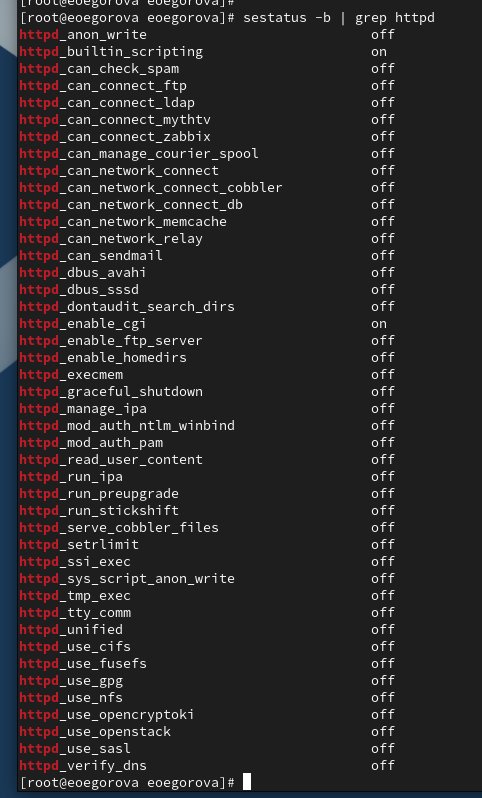 [root@eoegorova eoegorova]#
[root@eoegorova eoegorova]# sestatus -b | grep httpd
httpd_anon_write                            off
httpd_builtin_scripting                     on
httpd_can_check_spam                        off
httpd_can_connect_ftp                       off
httpd_can_connect_ldap                      off
httpd_can_connect_mythtv                    off
httpd_can_connect_zabbix                    off
httpd_can_manage_courier_spool              off
httpd_can_network_connect                   off
httpd_can_network_connect_cobbler           off
httpd_can_network_connect_db                off
httpd_can_network_memcache                  off
httpd_can_network_relay                     off
httpd_can_sendmail                          off
httpd_dbus_avahi                            off
httpd_dbus_sssd                             off
httpd_dontaudit_search_dirs                 off
httpd_enable_cgi                            on
httpd_enable_ftp_server                     off
httpd_enable_homedirs                       off
httpd_execmem                               off
httpd_graceful_shutdown                     off
httpd_manage_ipa                            off
httpd_mod_auth_ntlm_winbind                 off
httpd_mod_auth_pam                          off
httpd_read_user_content                     off
httpd_run_ipa                               off
httpd_run_preupgrade                        off
httpd_run_stickshift                        off
httpd_serve_cobbler_files                   off
httpd_setrlimit                             off
httpd_ssi_exec                              off
httpd_sys_script_anon_write                 off
httpd_tmp_exec                              off
httpd_tty_comm                              off
httpd_unified                               off
httpd_use_cifs                              off
httpd_use_fusefs                            off
httpd_use_gpg                               off
httpd_use_nfs                               off
httpd_use_opencryptoki                      off
httpd_use_openstack                         off
httpd_use_sasl                              off
httpd_verify_dns                            off
[root@eoegorova eoegorova]#